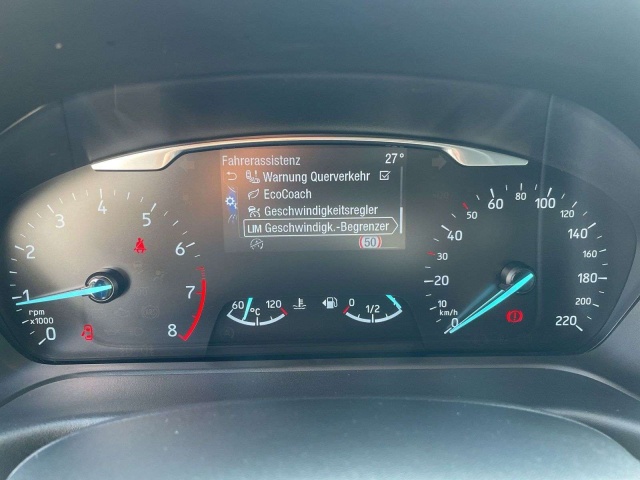 Fahrerassistenz 27°
Warnung Querverkehr
EcoCoach
Geschwindigkeitsregler
LIM Geschwindigk.-Begrenzer
(50)
0 1 2 3 4 5 6 7 8
rpm
x1000
60 °C 120
0 1/2
0 10 20 30 40 50 60 80 100 120 140 160 180 200 220
km/h